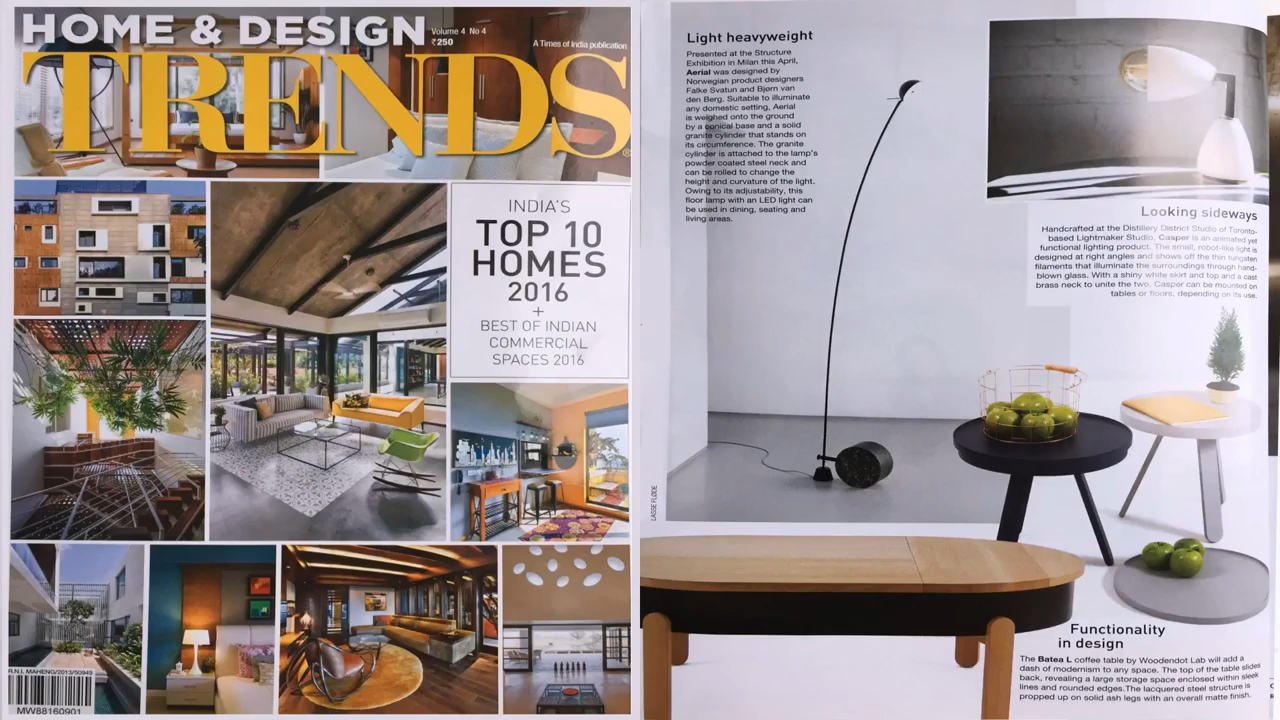 HOME & DESIGN
Volume 4 No 4
₹250
A Times of India publication
TRENDS®
INDIA'S
TOP 10
HOMES
2016
+
BEST OF INDIAN
COMMERCIAL
SPACES 2016
R.N.I. MAHENG/2013/50949
MW88160901
Light heavyweight
Presented at the Structure
Exhibition in Milan this April,
Aerial was designed by
Norwegian product designers
Falke Svatun and Bjørn van
den Berg. Suitable to illuminate
any domestic setting, Aerial
is weighed onto the ground
by a conical base and a solid
granite cylinder that stands on
its circumference. The granite
cylinder is attached to the lamp's
powder coated steel neck and
can be rolled to change the
height and curvature of the light.
Owing to its adjustability, this
floor lamp with an LED light can
be used in dining, seating and
living areas.
LASSE FLØDE
Looking sideways
Handcrafted at the Distillery District Studio of Toronto-
based Lightmaker Studio, Casper is an animated yet
functional lighting product. The small, robot-like light is
designed at right angles and shows off the thin tungsten
filaments that illuminate the surroundings through hand-
blown glass. With a shiny white skirt and top and a cast
brass neck to unite the two, Casper can be mounted on
tables or floors, depending on its use.
Functionality
in design
The Batea L coffee table by Woodendot Lab will add a
dash of modernism to any space. The top of the table slides
back, revealing a large storage space enclosed within sleek
lines and rounded edges.The lacquered steel structure is
propped up on solid ash legs with an overall matte finish.